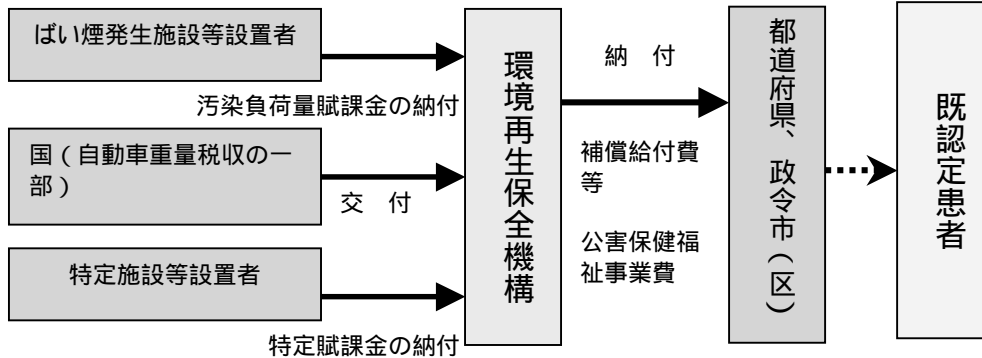 ばい煙発生施設等設置者
汚染負荷量賦課金の納付
国（自動車重量税収の一
部）
交　付
特定施設等設置者
特定賦課金の納付
環境再生保全機構
納　付
補償給付費
等
公害保健福
祉事業費
都道府県、政令市（区）
既認定患者